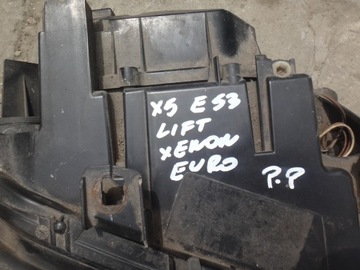 X5 E53
LIFT
XENON
EURO P.P